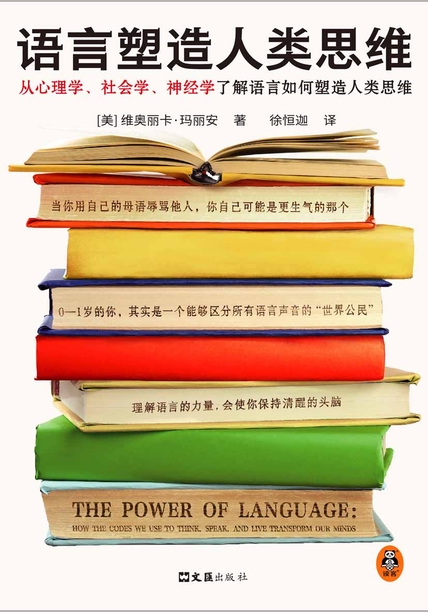 语言塑造人类思维
从心理学、社会学、神经学了解语言如何塑造人类思维
[美] 维奥丽卡·玛丽安 著 徐恒迦 译
当你用自己的母语辱骂他人，你自己可能是更生气的那个
0—1岁的你，其实是一个能够区分所有语言声音的“世界公民”
理解语言的力量，会使你保持清醒的头脑
THE POWER OF LANGUAGE:
HOW THE CODES WE USE TO THINK, SPEAK, AND LIVE TRANSFORM OUR MINDS
文匯出版社
读客